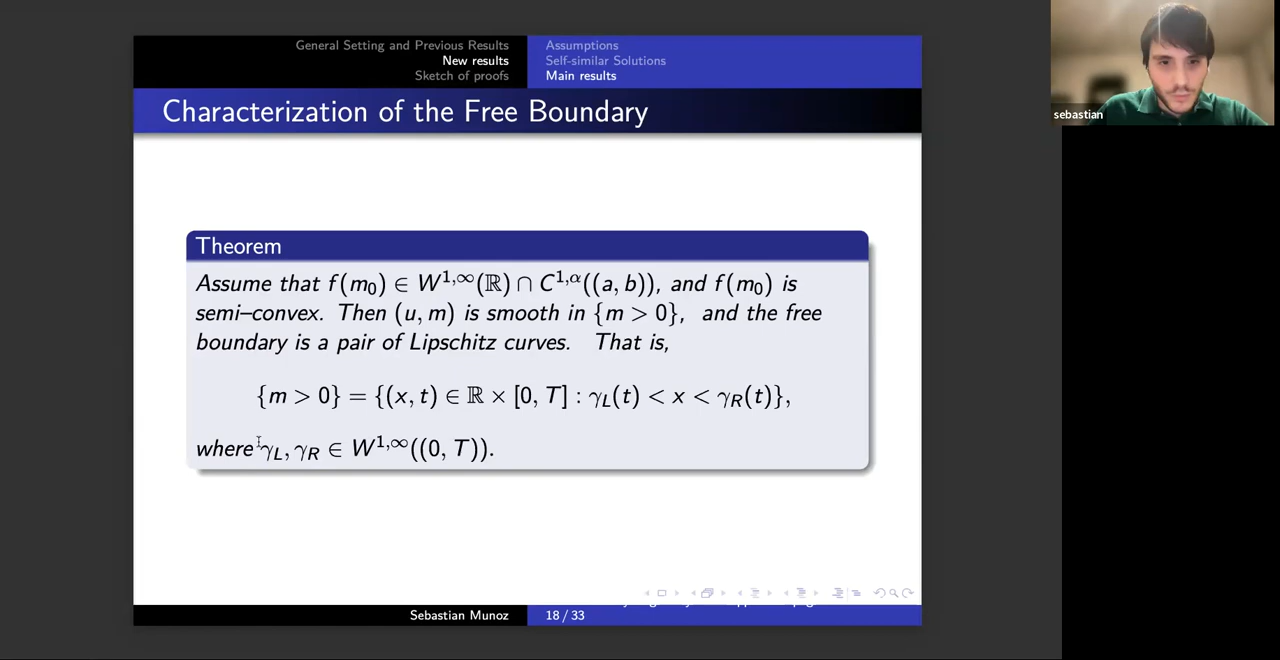 General Setting and Previous Results
New results
Sketch of proofs
Assumptions
Self-similar Solutions
Main results
Characterization of the Free Boundary
Theorem
Assume that f(m₀) ∈ W^{1,∞}(ℝ) ∩ C^{1,α}((a, b)), and f(m₀) is
semi–convex. Then (u, m) is smooth in {m > 0}, and the free
boundary is a pair of Lipschitz curves. That is,
{m > 0} = {(x, t) ∈ ℝ × [0, T] : γ_L(t) < x < γ_R(t)},
where γ_L, γ_R ∈ W^{1,∞}((0, T)).
Sebastian Munoz
18 / 33
sebastian